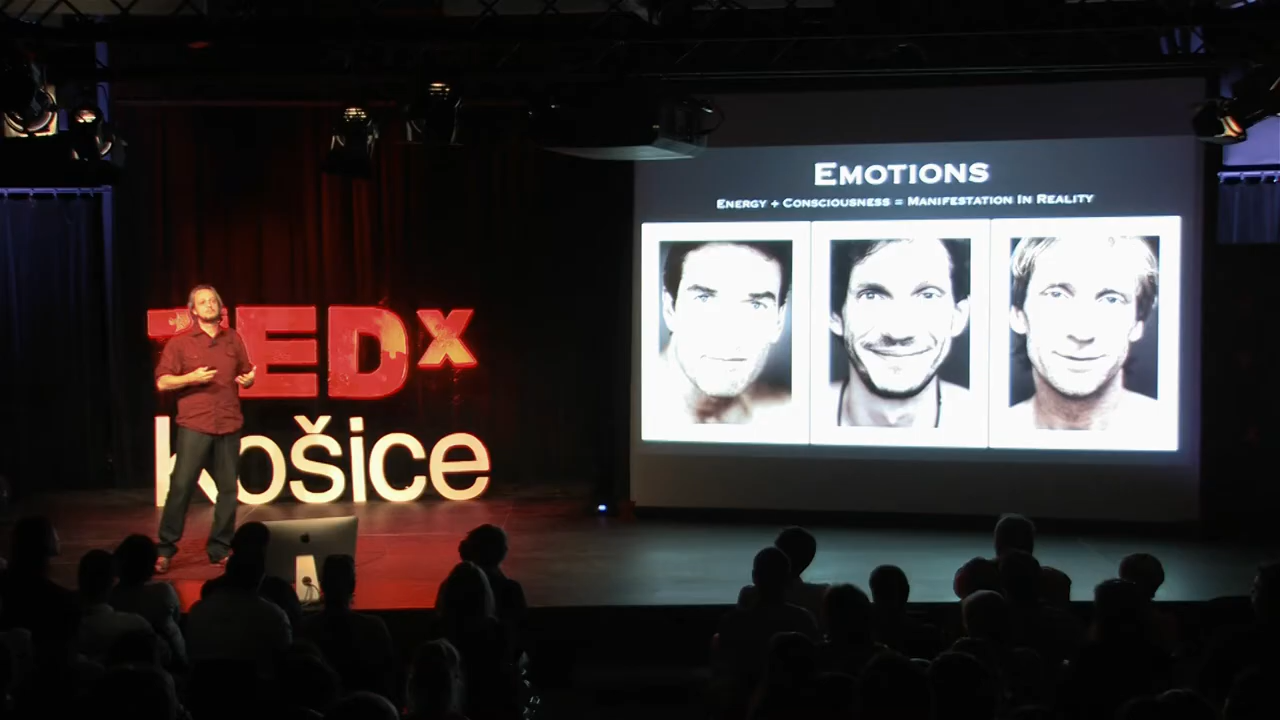 TEDx
Košice
EMOTIONS
ENERGY + CONSCIOUSNESS = MANIFESTATION IN REALITY